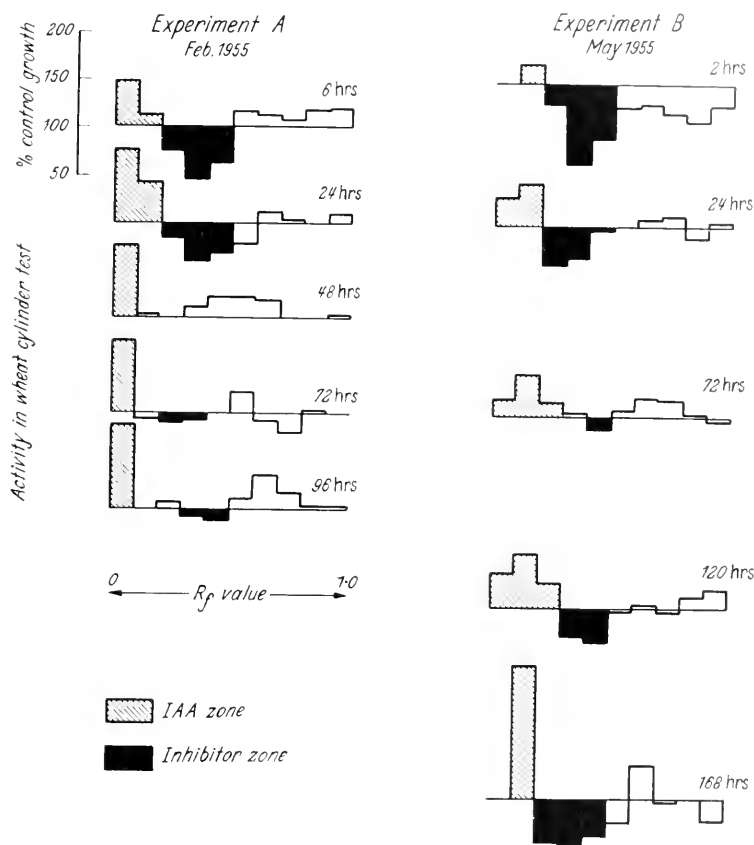 Experiment A
Feb. 1955
Experiment B
May 1955
200
150
100
50
% control growth
Activity in wheat cylinder test
6 hrs
24 hrs
48 hrs
72 hrs
96 hrs
2 hrs
24 hrs
72 hrs
120 hrs
168 hrs
0
1·0
Rf value
IAA zone
Inhibitor zone